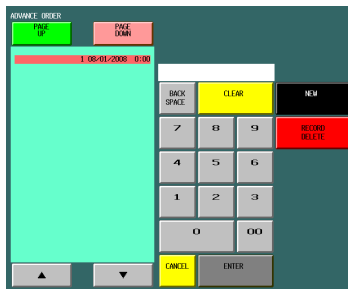 ADVANCE ORDER
PAGE
UP
PAGE
DOWN
1 08/01/2008 0:00
BACK
SPACE
CLEAR
NEW
7 8 9
RECORD
DELETE
4 5 6
1 2 3
0 00
CANCEL
ENTER